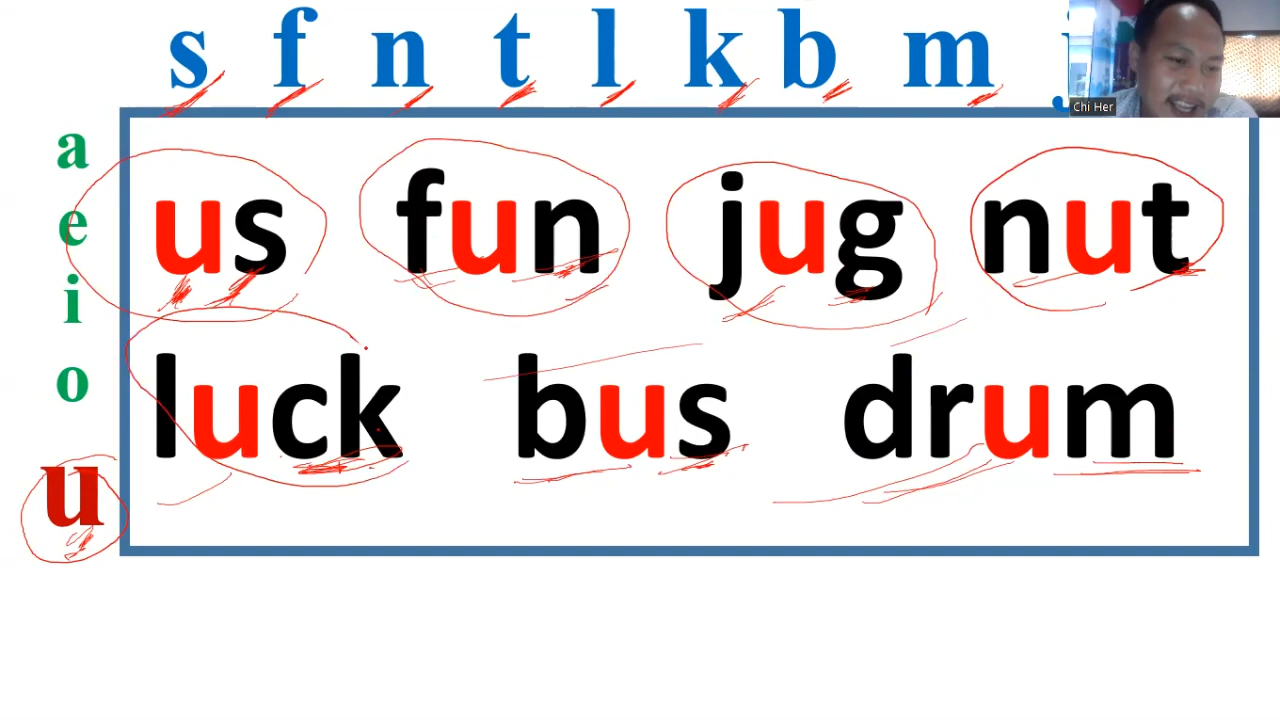 s f n t l k b m j
Chi Her
a
e
i
o
u
us fun jug nut
luck bus drum